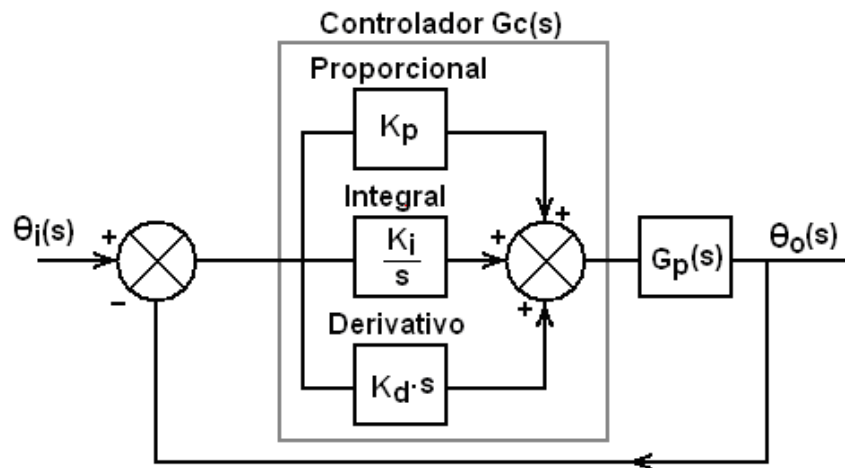 Controlador Gc(s)
Proporcional
Kp
Integral
Ki
s
Derivativo
Kd·s
θi(s)
+
−
+
+
+
Gp(s)
θo(s)